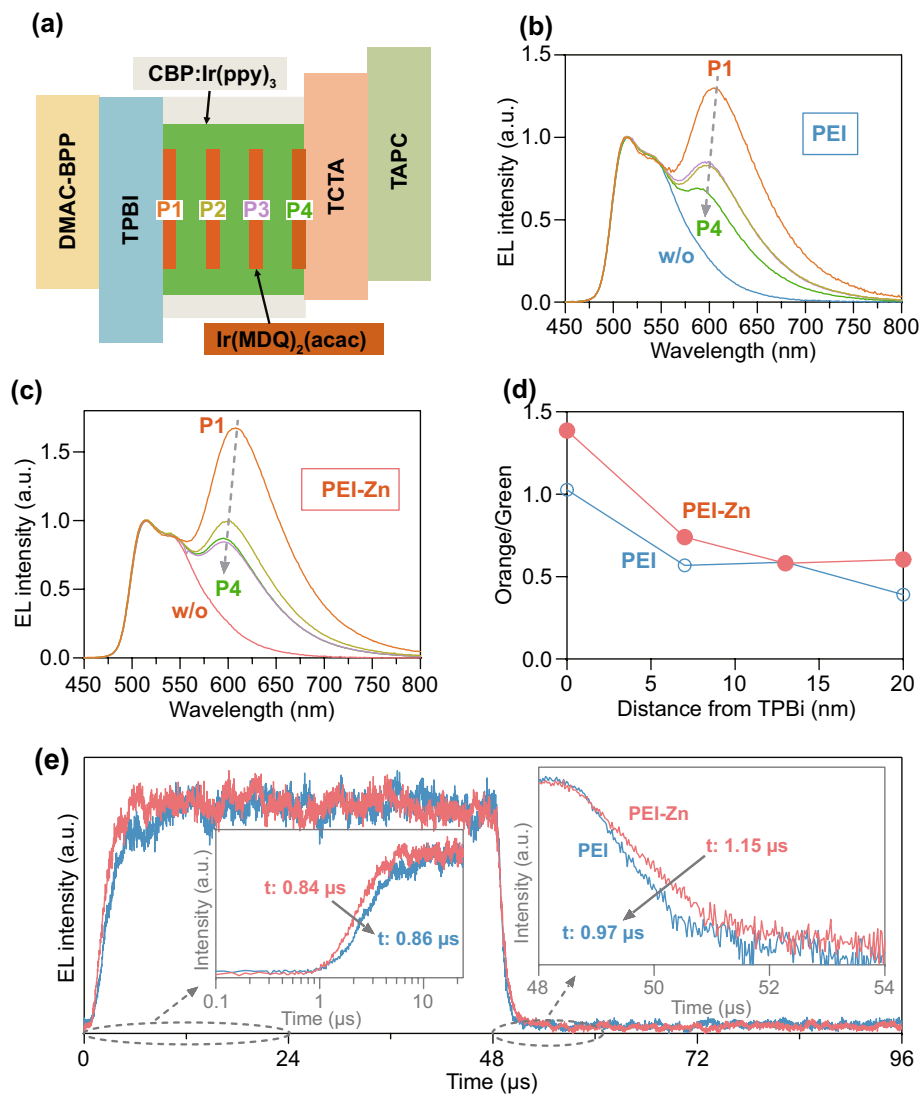 (a)
CBP:Ir(ppy)3
DMAC-BPP
TPBI
P1
P2
P3
P4
TCTA
TAPC
Ir(MDQ)2(acac)
(b)
EL intensity (a.u.)
1.5
1.0
0.5
0.0
P1
PEI
P4
w/o
450 500 550 600 650 700 750 800
Wavelength (nm)
(c)
EL intensity (a.u.)
1.5
1.0
0.5
0.0
P1
PEI-Zn
P4
w/o
450 500 550 600 650 700 750 800
Wavelength (nm)
(d)
Orange/Green
1.5
1.0
0.5
0.0
PEI-Zn
PEI
0 5 10 15 20
Distance from TPBi (nm)
(e)
EL intensity (a.u.)
Intensity (a.u.)
t: 0.84 µs
t: 0.86 µs
0.1 1 10
Time (µs)
Intensity (a.u.)
PEI-Zn
PEI
t: 1.15 µs
t: 0.97 µs
48 50 52 54
Time (µs)
0 24 48 72 96
Time (µs)